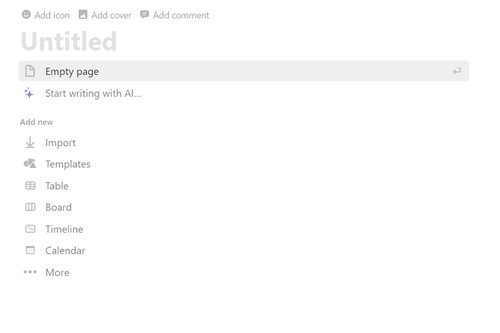 Add icon Add cover Add comment
Untitled
Empty page
Start writing with AI...
Add new
Import
Templates
Table
Board
Timeline
Calendar
More